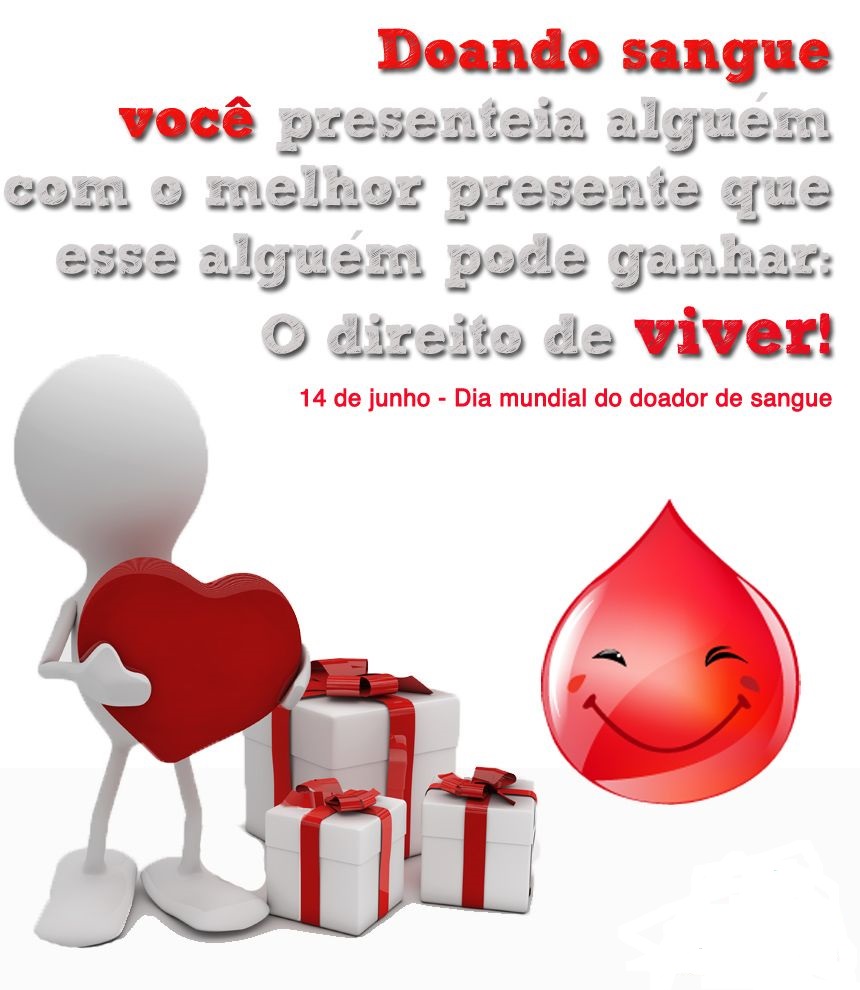 Doando sangue
você presenteia alguém
com o melhor presente que
esse alguém pode ganhar:
O direito de viver!
14 de junho - Dia mundial do doador de sangue